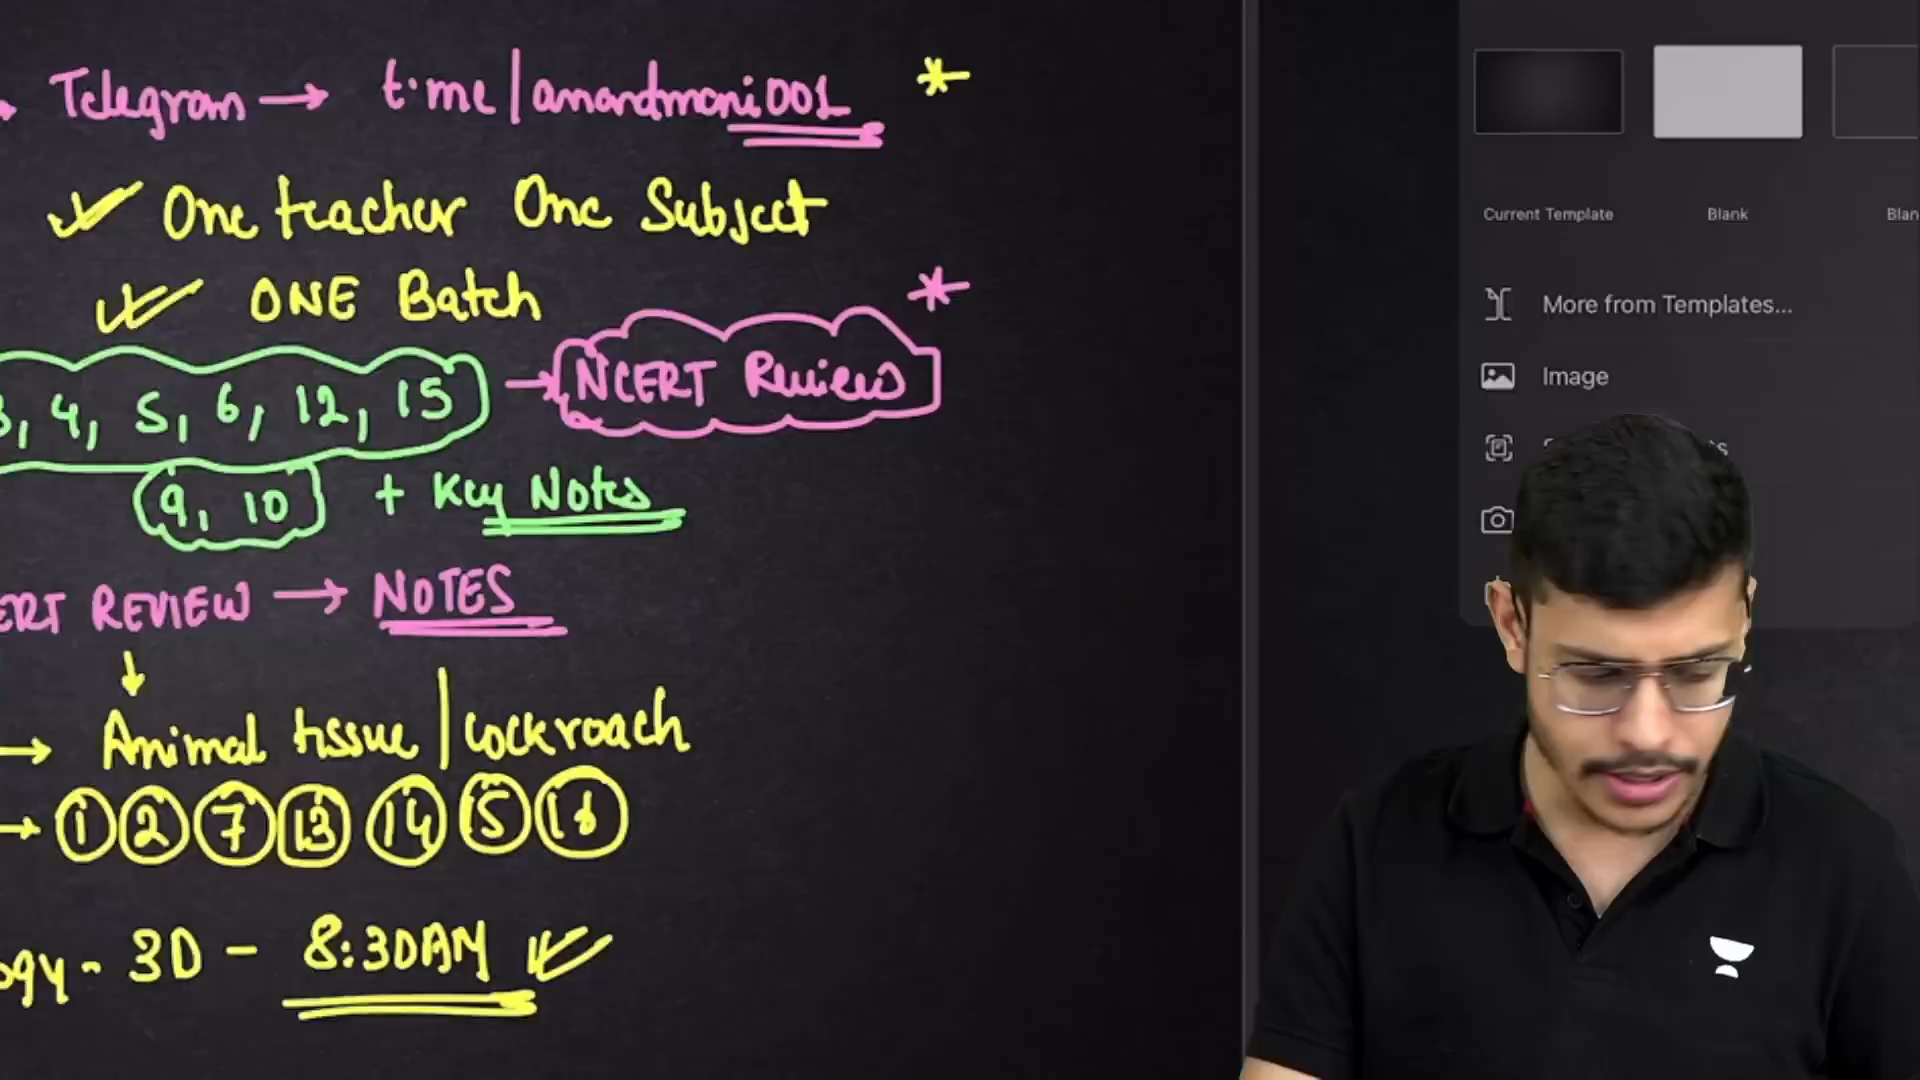 Telegram → t.me/anandmani001 *
One teacher One Subject
ONE Batch
3, 4, 5, 6, 12, 15 → NCERT Review *
9, 10 + Key Notes
ERT REVIEW → NOTES
↓
→ Animal tissue / Cockroach
→ 1 2 7 13 14 15 16
ogy - 3D - 8:30AM
Current Template
Blank
Blan
More from Templates...
Image